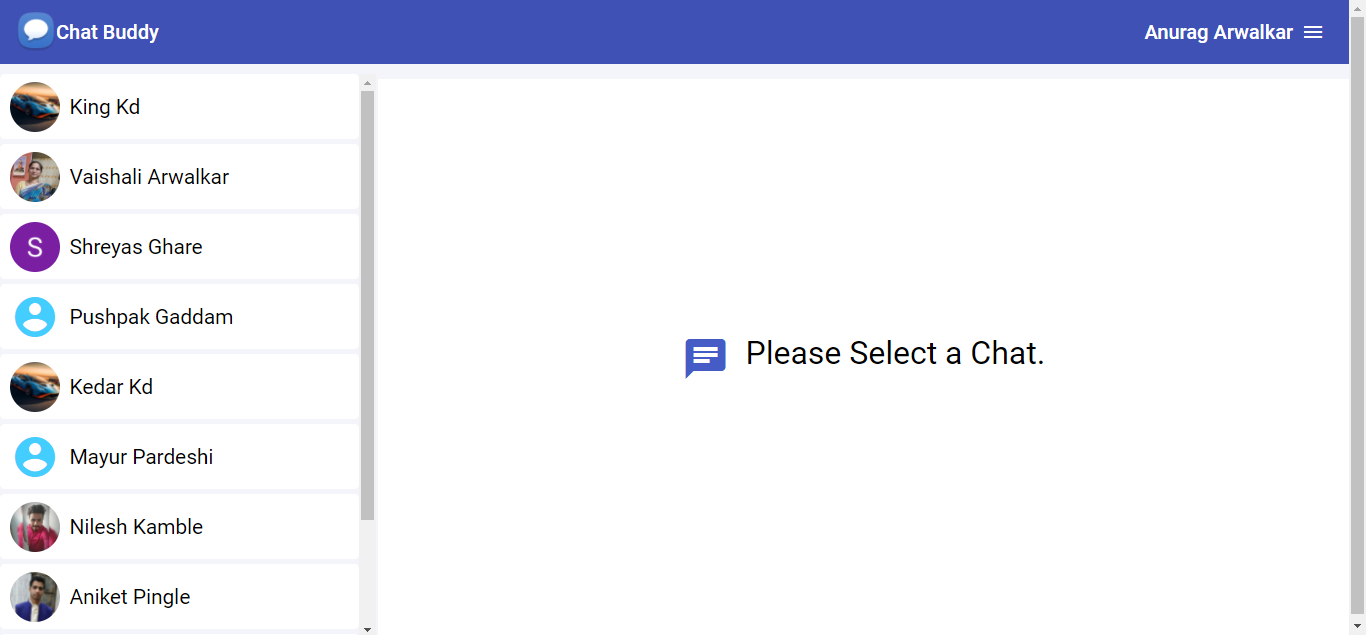 Chat Buddy
Anurag Arwalkar
King Kd
Vaishali Arwalkar
S
Shreyas Ghare
Pushpak Gaddam
Kedar Kd
Mayur Pardeshi
Nilesh Kamble
Aniket Pingle
Please Select a Chat.